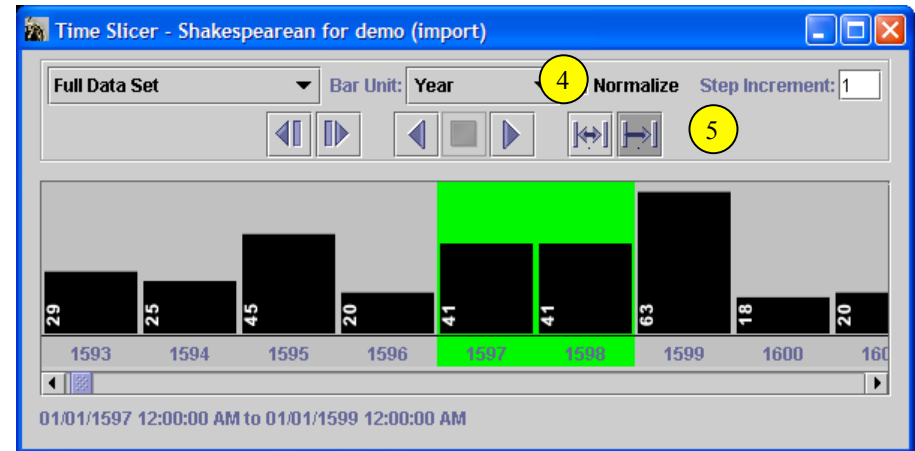 Time Slicer - Shakespearean for demo (import)
Full Data Set Bar Unit: Year 4 Normalize Step Increment: 1
5
29 25 45 20 41 41 63 18 20
1593 1594 1595 1596 1597 1598 1599 1600 160
01/01/1597 12:00:00 AM to 01/01/1599 12:00:00 AM